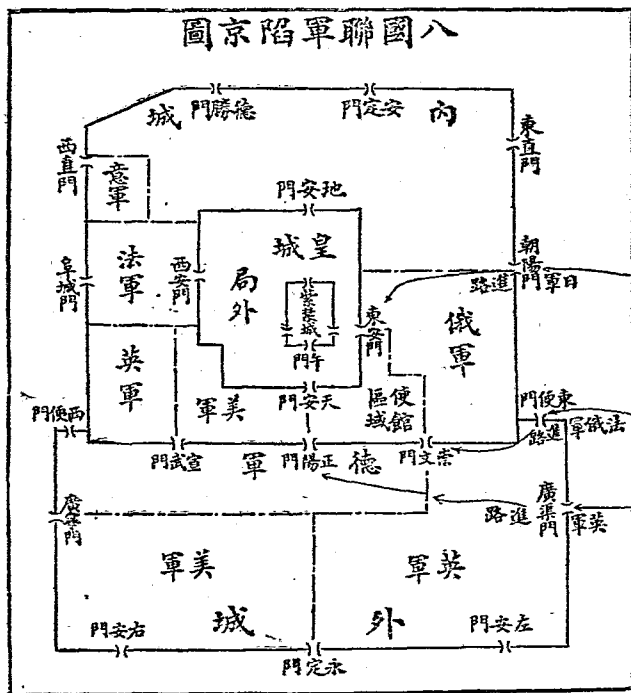 八國聯軍陷京圖
內城
安定門
德勝門
東直門
西直門
意軍
地安門
皇城
朝陽門
日軍進路
法軍
西安門
局外
紫禁城
阜城門
東安門
俄軍
午門
英軍
美軍
天安門
使館區域
東便門
法俄軍進路
西便門
崇文門
正陽門
宣武門
德軍
廣渠門
英軍進路
廣安門
英軍
美軍
外城
左安門
右安門
永定門